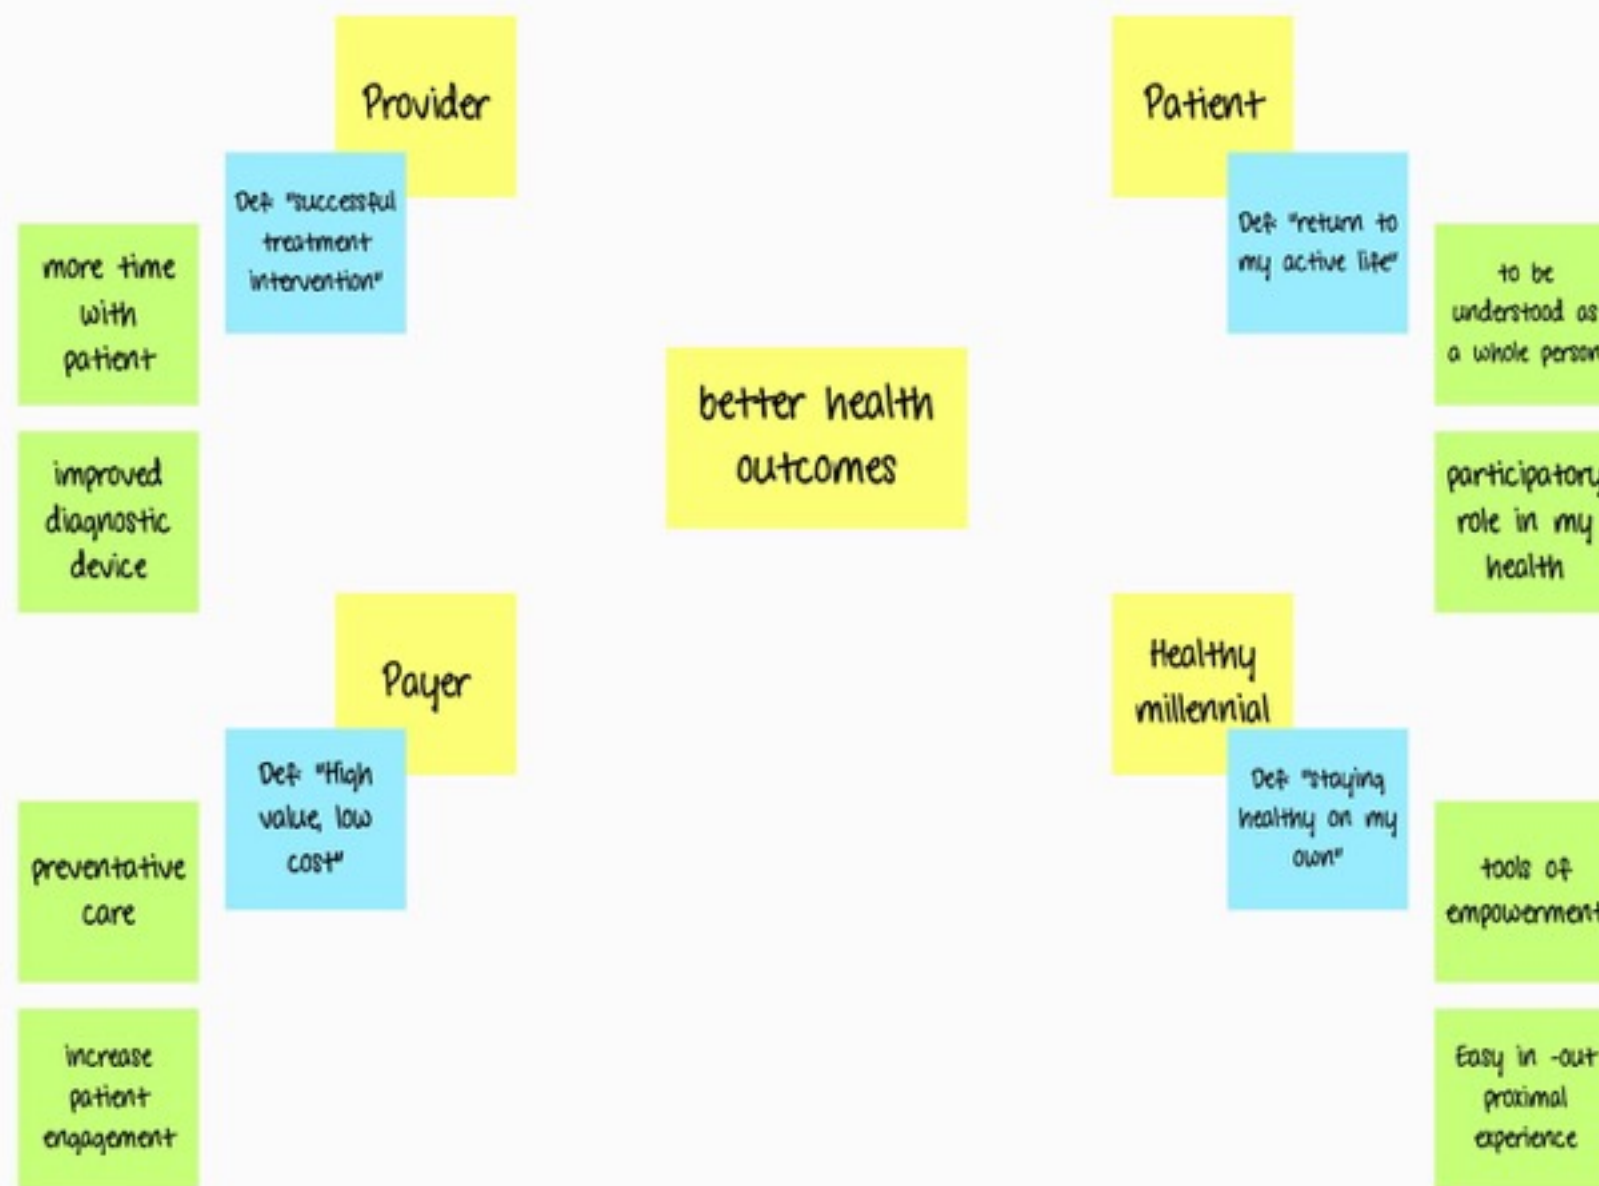 Provider
Def: "successful
treatment
intervention"
more time
with
patient
improved
diagnostic
device
Patient
Def: "return to
my active life"
to be
understood as
a whole person
participatory
role in my
health
better health
outcomes
Payer
Def: "High
value, low
cost"
preventative
care
increase
patient
engagement
Healthy
millennial
Def: "staying
healthy on my
own"
tools of
empowerment
Easy in -out
proximal
experience